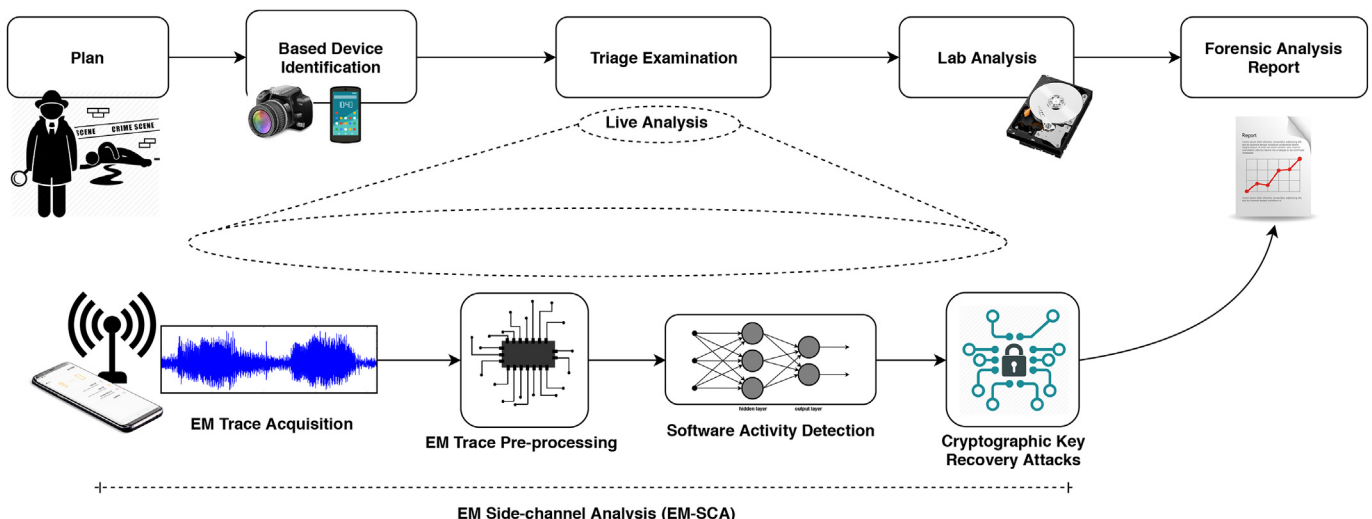 Plan
Based Device
Identification
Triage Examination
Lab Analysis
Forensic Analysis
Report
Live Analysis
SCENE
CRIME SCENE
Report
EM Trace Acquisition
EM Trace Pre-processing
hidden layer
output layer
Software Activity Detection
Cryptographic Key
Recovery Attacks
EM Side-channel Analysis (EM-SCA)